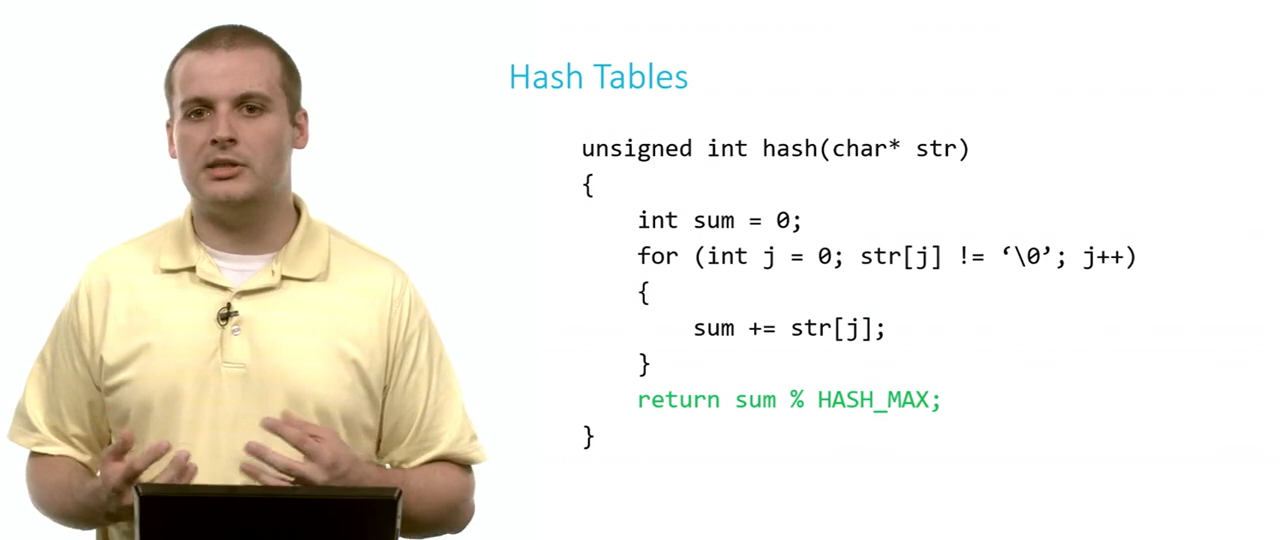 Hash Tables
unsigned int hash(char* str)
{
int sum = 0;
for (int j = 0; str[j] != ‘\0’; j++)
{
sum += str[j];
}
return sum % HASH_MAX;
}